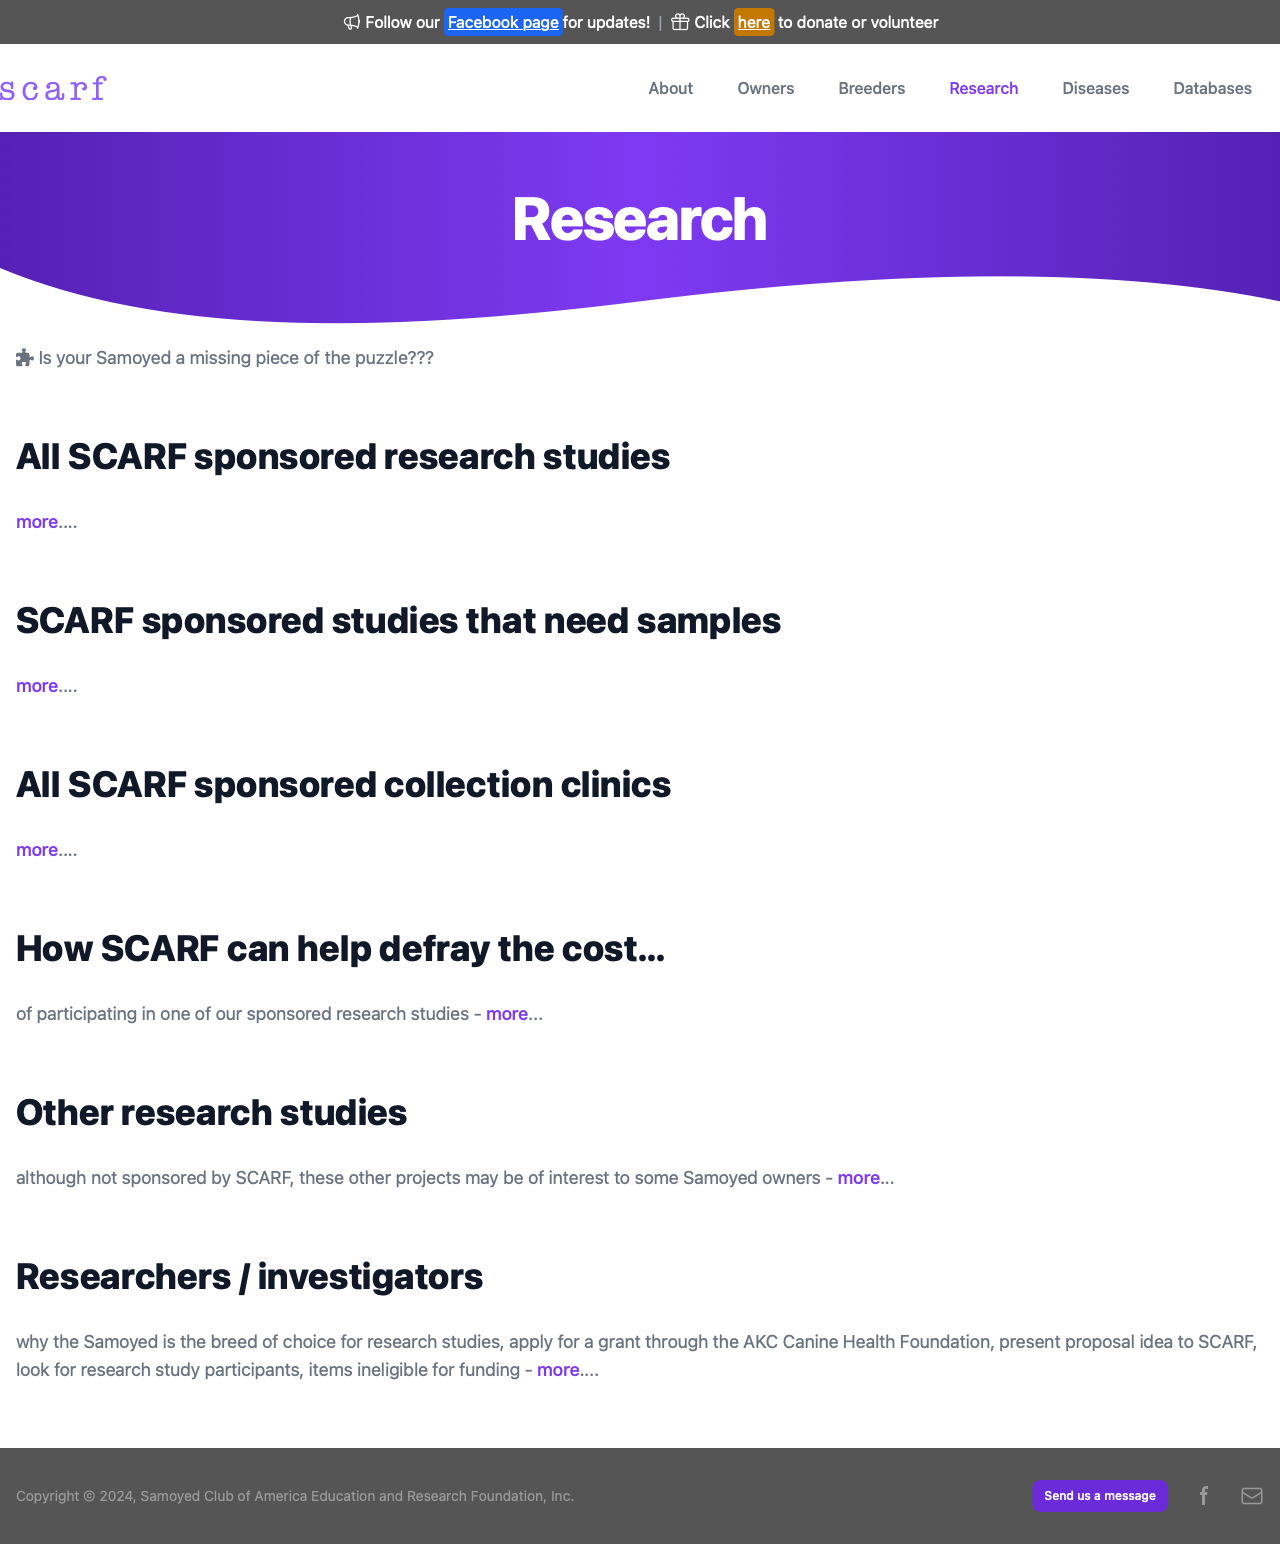 Follow our Facebook page for updates! | Click here to donate or volunteer
scarf
About Owners Breeders Research Diseases Databases
Research
Is your Samoyed a missing piece of the puzzle???
All SCARF sponsored research studies
more....
SCARF sponsored studies that need samples
more....
All SCARF sponsored collection clinics
more....
How SCARF can help defray the cost...
of participating in one of our sponsored research studies - more...
Other research studies
although not sponsored by SCARF, these other projects may be of interest to some Samoyed owners - more...
Researchers / investigators
why the Samoyed is the breed of choice for research studies, apply for a grant through the AKC Canine Health Foundation, present proposal idea to SCARF,
look for research study participants, items ineligible for funding - more....
Copyright © 2024, Samoyed Club of America Education and Research Foundation, Inc.
Send us a message